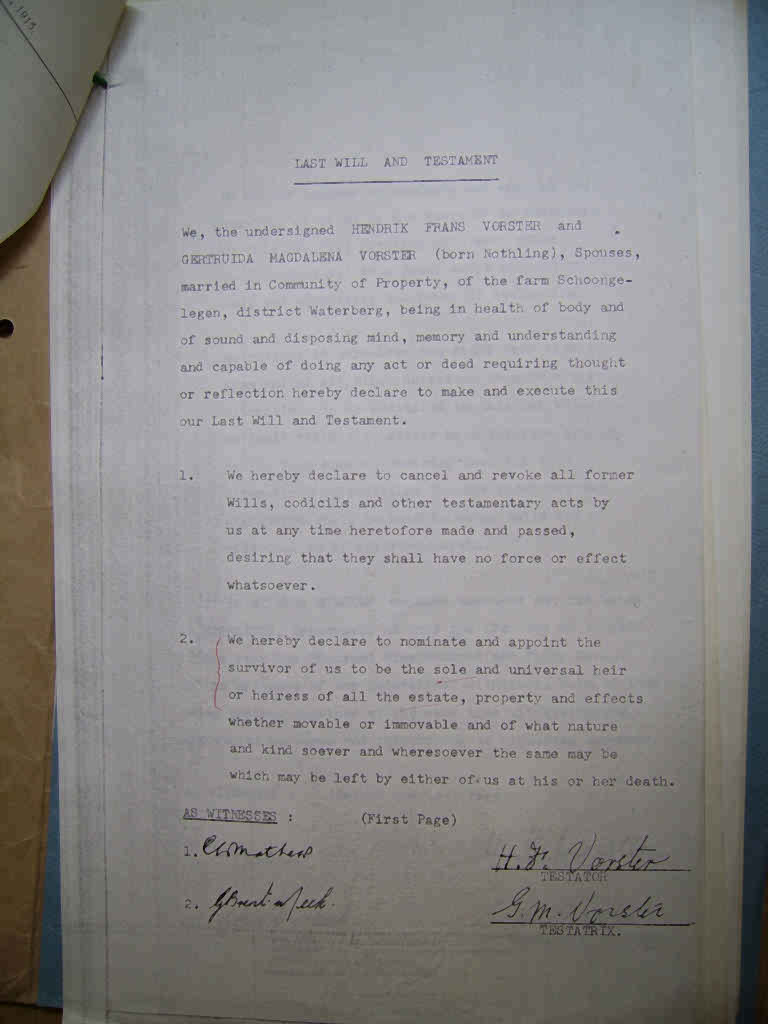 1915.
LAST WILL AND TESTAMENT
We, the undersigned HENDRIK FRANS VORSTER and
GERTRUIDA MAGDALENA VORSTER (born Nothling), Spouses,
married in Community of Property, of the farm Schoonge-
legen, district Waterberg, being in health of body and
of sound and disposing mind, memory and understanding
and capable of doing any act or deed requiring thought
or reflection hereby declare to make and execute this
our Last Will and Testament.
1. We hereby declare to cancel and revoke all former
Wills, codicils and other testamentary acts by
us at any time heretofore made and passed,
desiring that they shall have no force or effect
whatsoever.
2. We hereby declare to nominate and appoint the
survivor of us to be the sole and universal heir
or heiress of all the estate, property and effects
whether movable or immovable and of what nature
and kind soever and wheresoever the same may be
which may be left by either of us at his or her death.
AS WITNESSES : (First Page)
1.
H. Fr. Vorster
TESTATOR
2.
G. M. Vorster
TESTATRIX.